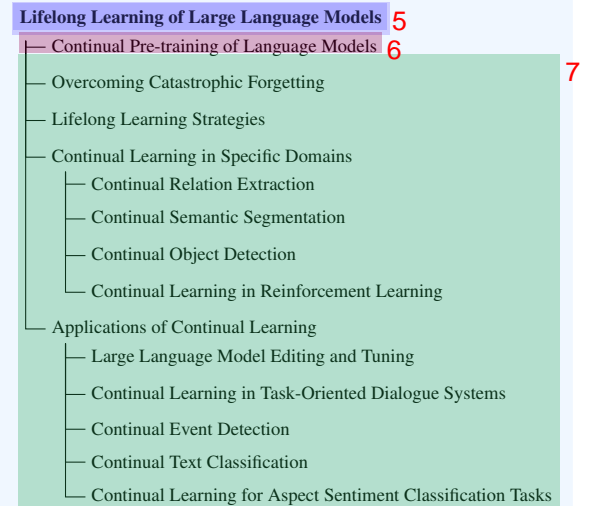 Lifelong Learning of Large Language Models 5
Continual Pre-training of Language Models 6
7
Overcoming Catastrophic Forgetting
Lifelong Learning Strategies
Continual Learning in Specific Domains
Continual Relation Extraction
Continual Semantic Segmentation
Continual Object Detection
Continual Learning in Reinforcement Learning
Applications of Continual Learning
Large Language Model Editing and Tuning
Continual Learning in Task-Oriented Dialogue Systems
Continual Event Detection
Continual Text Classification
Continual Learning for Aspect Sentiment Classification Tasks